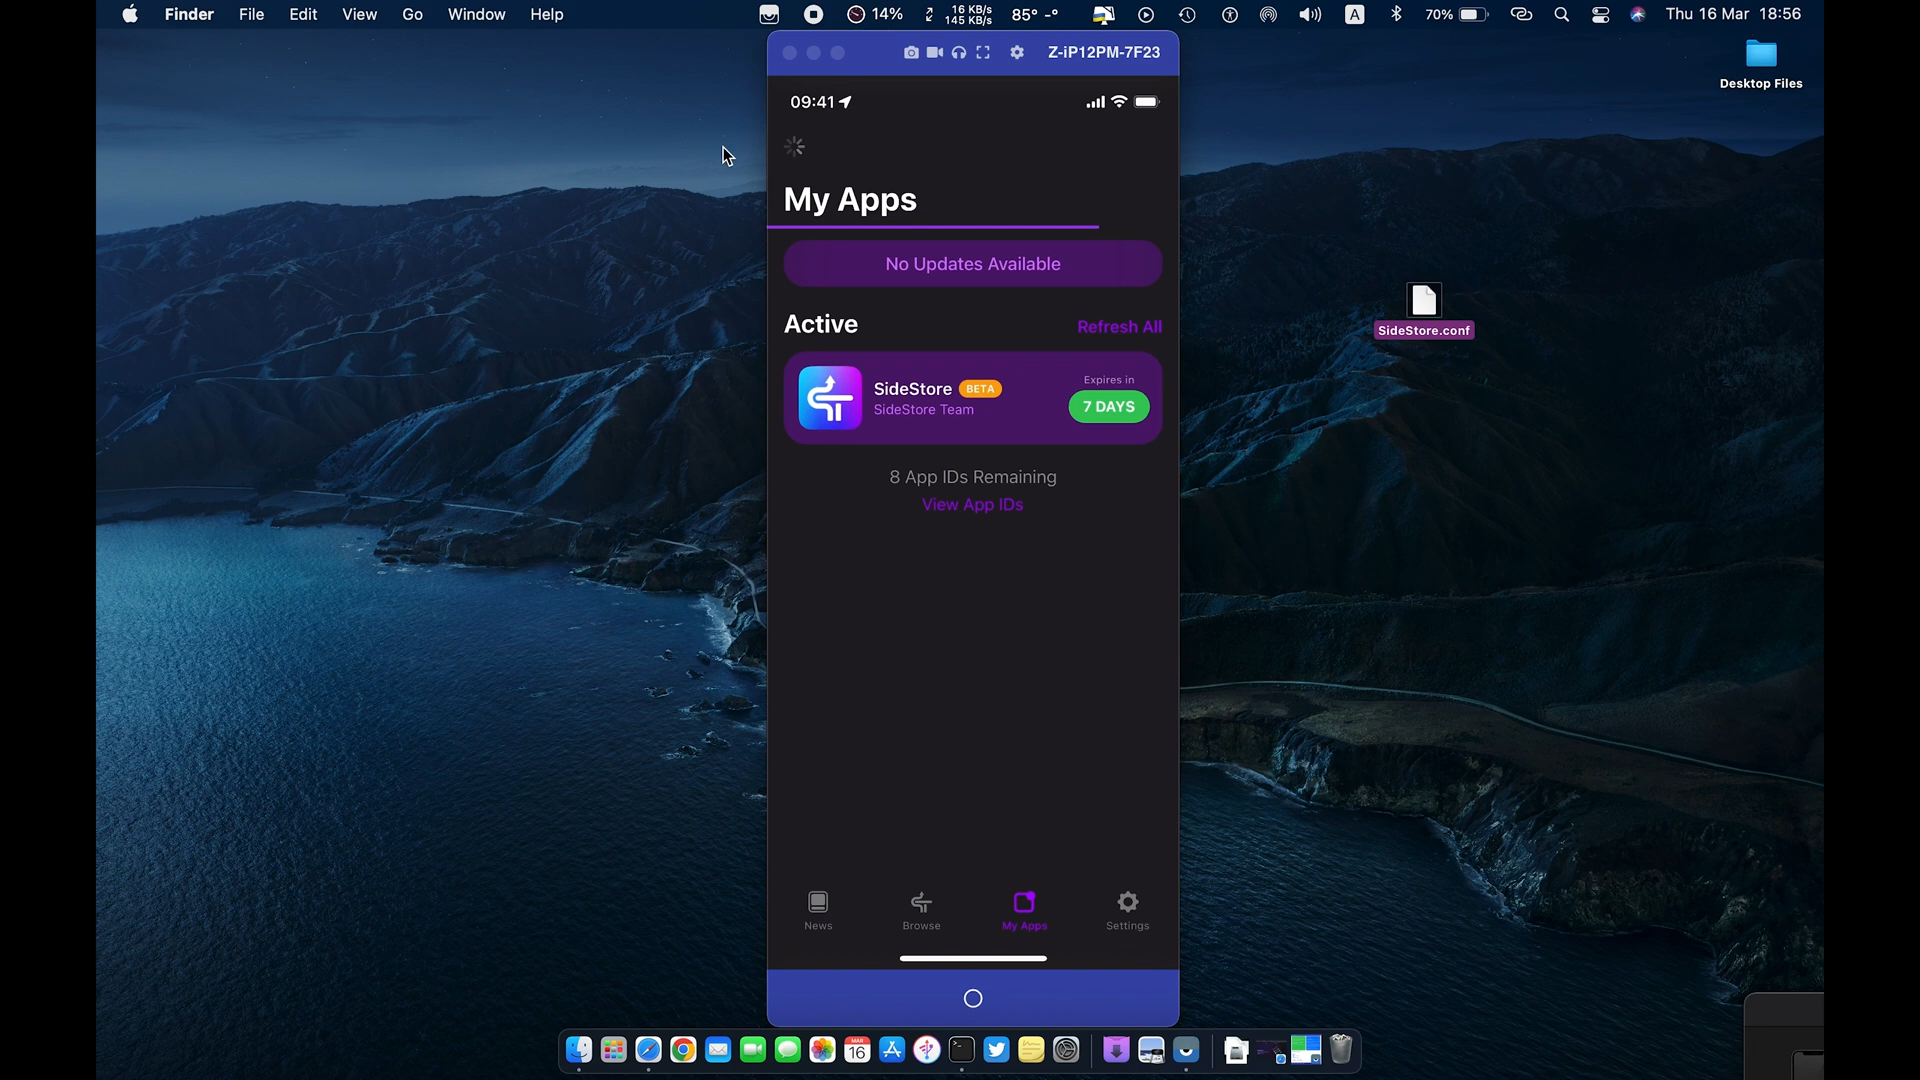 Finder File Edit View Go Window Help 14% 16 KB/s 85° -° A 70% Thu 16 Mar 18:56
145 KB/s
Z-iP12PM-7F23
Desktop Files
09:41
My Apps
No Updates Available
Active Refresh All
SideStore BETA
SideStore Team
Expires in
7 DAYS
SideStore.conf
8 App IDs Remaining
View App IDs
News Browse My Apps Settings
MAR
16